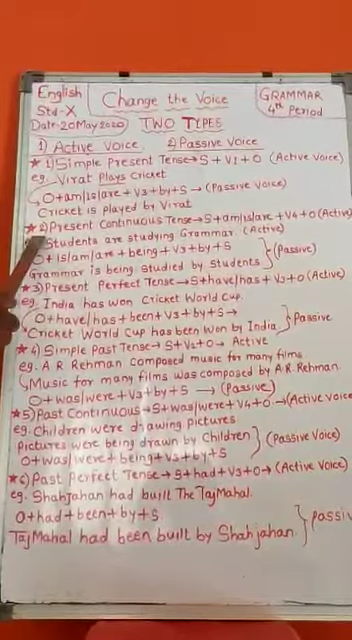 English
Std-X
Date-20May2020
Change the Voice
GRAMMAR
4th Period
TWO TYPES
1) Active Voice 2) Passive Voice
★ 1) Simple Present Tense→S+V1+O (Active Voice)
eg. Virat Plays Cricket
O+am/is/are+V3+by+S→(Passive Voice)
Cricket is played by Virat
★ 2) Present Continuous Tense→S+am/is/are+V4+O (Active)
Students are studying Grammar (Active)
O+is/am/are+being+V3+by+S
Grammar is being studied by Students } (Passive)
★ 3) Present Perfect Tense→S+have/has+V3+O (Active)
eg. India has won Cricket World Cup.
O+have/has+been+V3+by+S→
Cricket World Cup has been won by India } Passive
★ 4) Simple Past Tense→S+V2+O→Active
eg. A R Rehman composed music for many films
Music for many films was composed by A.R. Rehman.
O+was/were+V3+by+S→(Passive)
★ 5) Past Continuous→S+was/were+V4+O→(Active Voice
eg. Children were drawing pictures.
Pictures were being drawn by Children
O+was/were+being+V3+by+S } (Passive Voice)
★ 6) Past Perfect Tense→S+had+V3+O→(Active Voice)
eg. Shahjahan had built The Taj Mahal.
O+had+been+by+S.
Taj Mahal had been built by Shahjahan. } Passiv